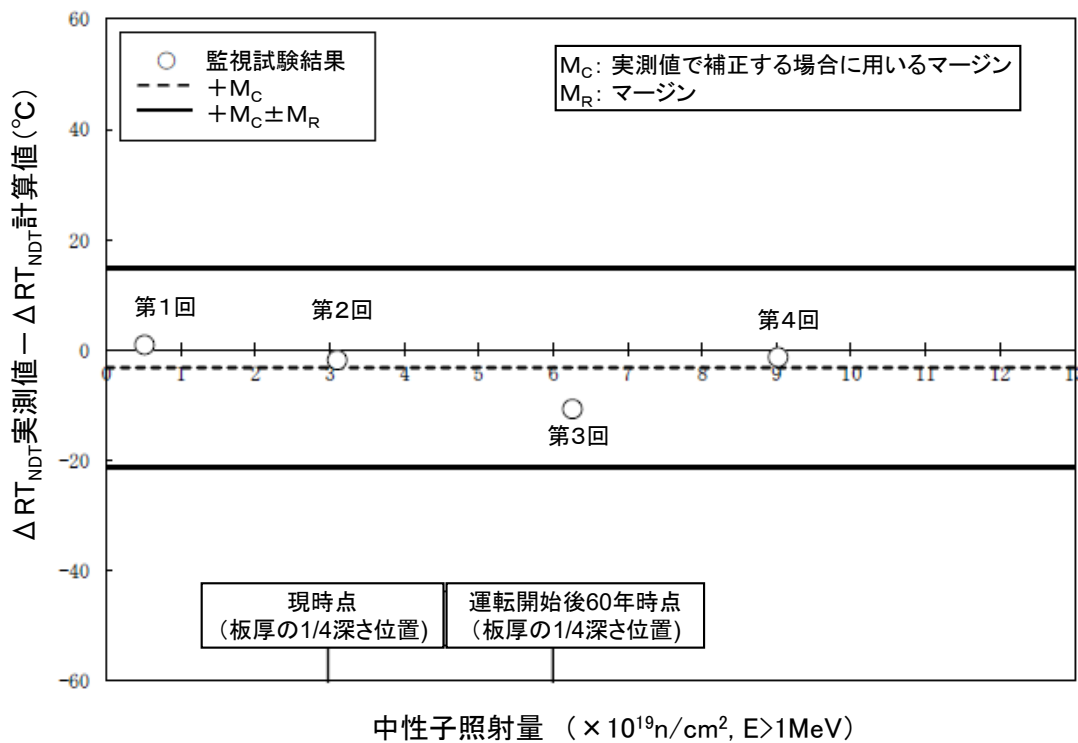 60
40
20
0
-20
-40
-60
ΔRT_NDT実測値-ΔRT_NDT計算値(℃)
監視試験結果
+M_C
+M_C±M_R
M_C: 実測値で補正する場合に用いるマージン
M_R: マージン
第1回
第2回
第3回
第4回
0 1 2 3 4 5 6 7 8 9 10 11 12
現時点
(板厚の1/4深さ位置)
運転開始後60年時点
(板厚の1/4深さ位置)
中性子照射量 (×10¹⁹n/cm², E>1MeV)